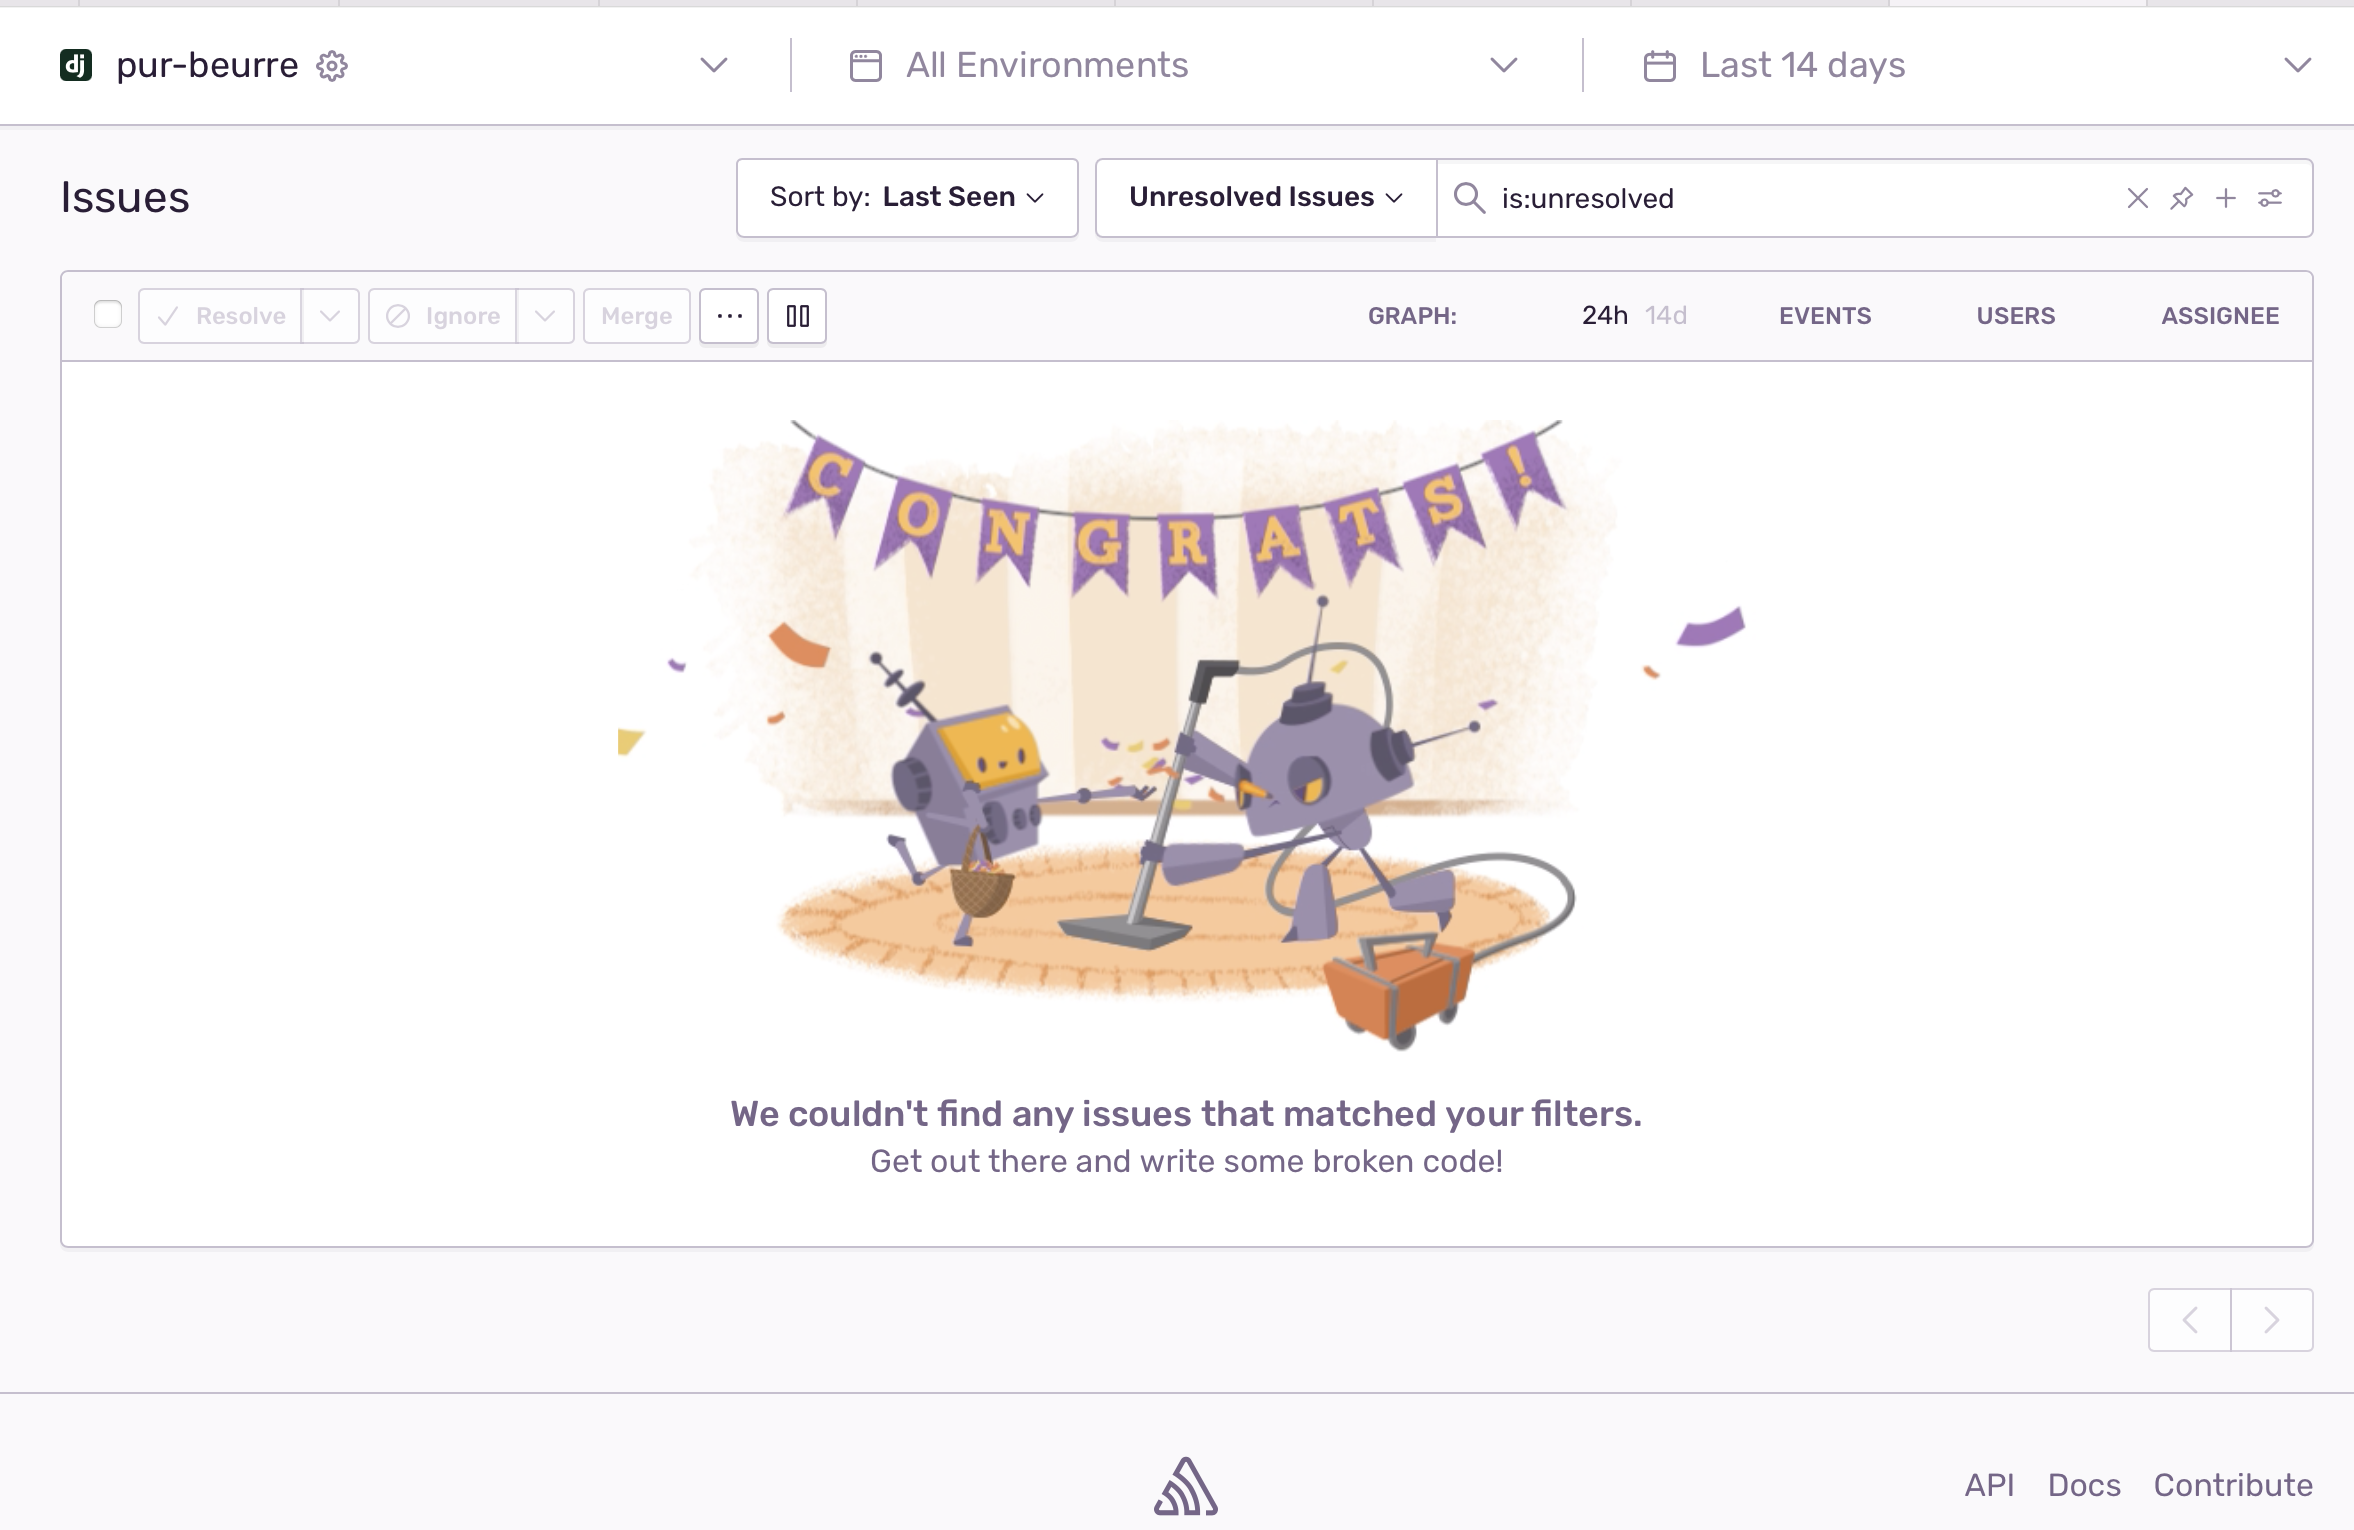 dj pur-beurre All Environments Last 14 days
Issues Sort by: Last Seen Unresolved Issues is:unresolved
Resolve Ignore Merge ... GRAPH: 24h 14d EVENTS USERS ASSIGNEE
CONGRATS!
We couldn't find any issues that matched your filters.
Get out there and write some broken code!
API Docs Contribute